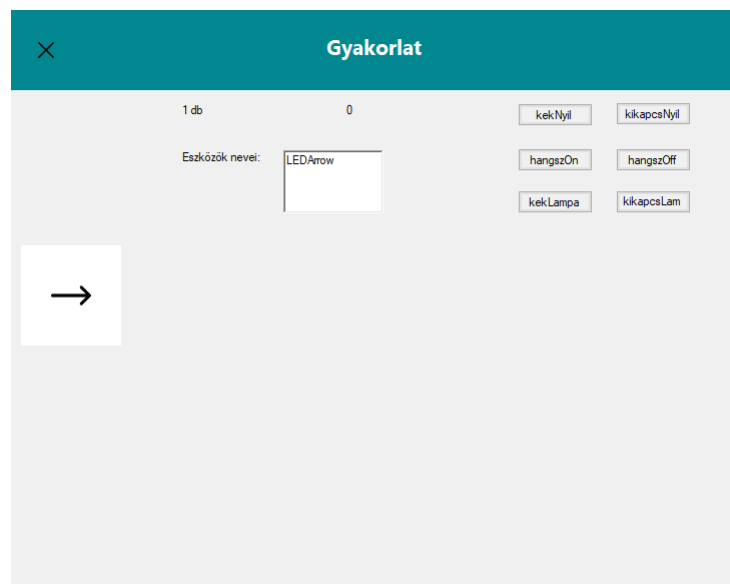 Gyakorlat
1 db 0 kekNyil kikapcsNyil
Eszközök nevei: LEDArrow hangszOn hangszOff
kekLampa kikapcsLam